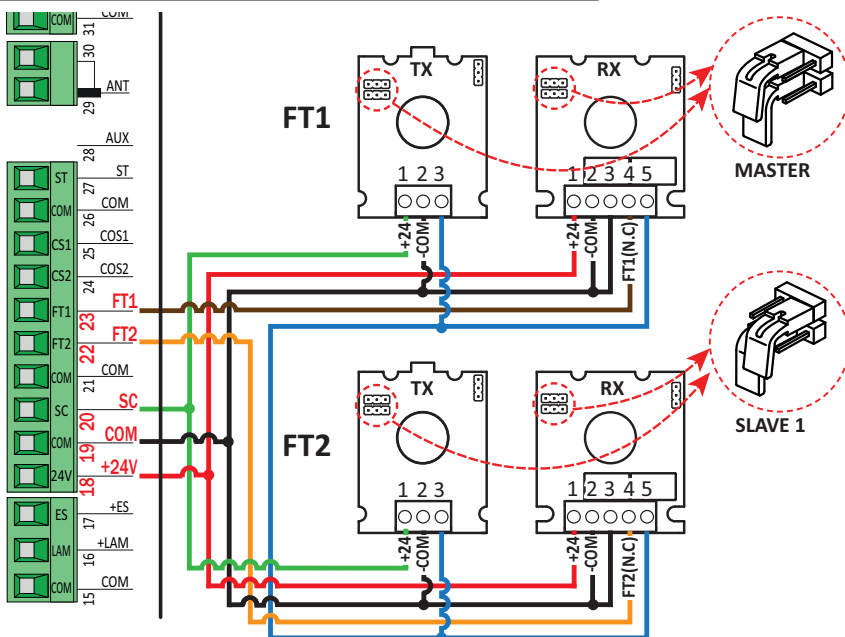 COM 31 COM
30
29 ANT
28 AUX
ST 27 ST
COM 26 COM
CS1 25 COS1
CS2 24 COS2
FT1 23 FT1
FT2 22 FT2
COM 21 COM
SC 20 SC
COM 19 COM
24V 18 +24V
ES 17 +ES
LAM 16 +LAM
COM 15 COM
FT1
TX
1 2 3
+24
-COM
RX
1 2 3 4 5
+24
-COM
FT1(N.C)
MASTER
FT2
TX
1 2 3
+24
-COM
RX
1 2 3 4 5
+24
-COM
FT2(N.C)
SLAVE 1